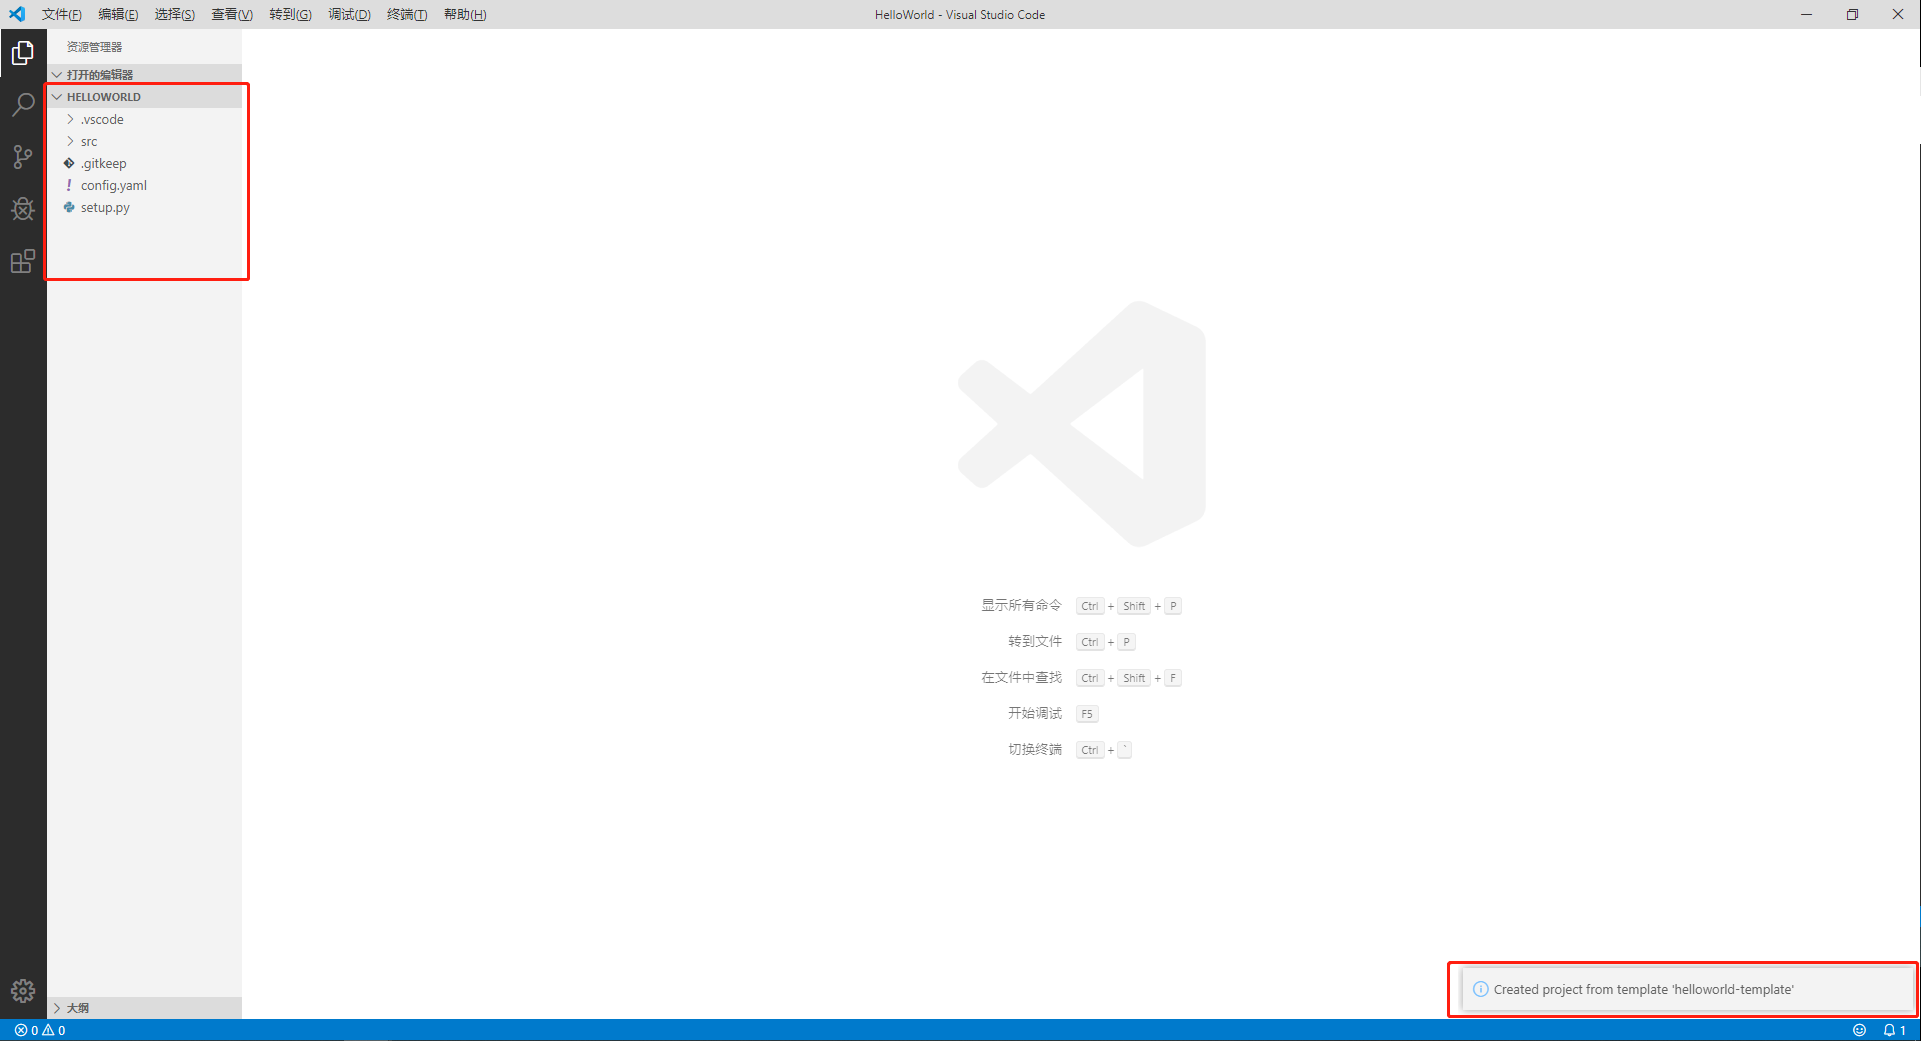 文件(F) 编辑(E) 选择(S) 查看(V) 转到(G) 调试(D) 终端(T) 帮助(H) HelloWorld - Visual Studio Code
资源管理器
打开的编辑器
HELLOWORLD
.vscode
src
.gitkeep
! config.yaml
setup.py
显示所有命令 Ctrl + Shift + P
转到文件 Ctrl + P
在文件中查找 Ctrl + Shift + F
开始调试 F5
切换终端 Ctrl + `
Created project from template 'helloworld-template'
大纲
0 0 1